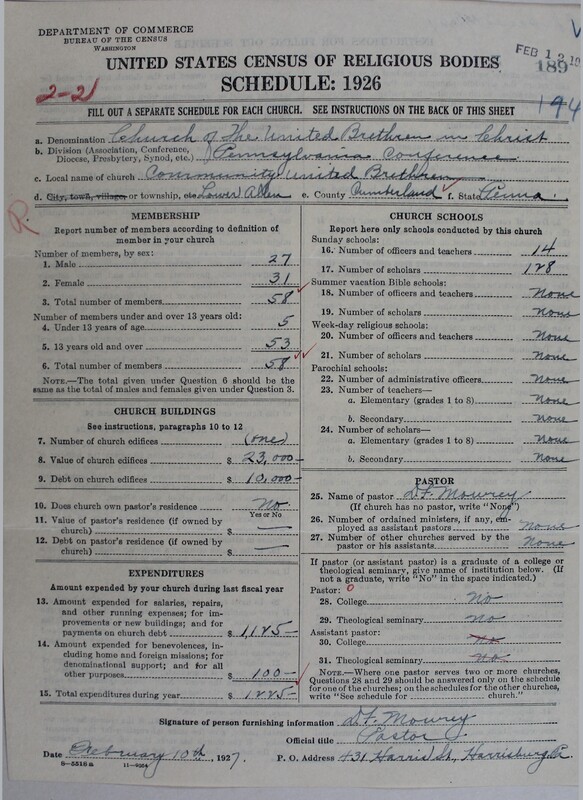 DEPARTMENT OF COMMERCE
BUREAU OF THE CENSUS
WASHINGTON
FEB 12 19
189
194
UNITED STATES CENSUS OF RELIGIOUS BODIES
SCHEDULE: 1926
2-21
FILL OUT A SEPARATE SCHEDULE FOR EACH CHURCH. SEE INSTRUCTIONS ON THE BACK OF THIS SHEET
a. Denomination Church of The United Brethren in Christ
b. Division (Association, Conference, Diocese, Presbytery, Synod, etc.) Pennsylvania Conference
c. Local name of church Community United Brethren
d. City, town, village, or township, etc. Lower Allen e. County Cumberland f. State Penna.
R.
MEMBERSHIP
Report number of members according to definition of member in your church
Number of members, by sex:
1. Male 27
2. Female 31
3. Total number of members 58
Number of members under and over 13 years old:
4. Under 13 years of age 5
5. 13 years old and over 53
6. Total number of members 58
NOTE.—The total given under Question 6 should be the same as the total of males and females given under Question 3.
CHURCH BUILDINGS
See instructions, paragraphs 10 to 12
7. Number of church edifices (one)
8. Value of church edifices $ 23,000—
9. Debt on church edifices $ 10,000—
10. Does church own pastor's residence No
Yes or No
11. Value of pastor's residence (if owned by church) $ —
12. Debt on pastor's residence (if owned by church) $ —
EXPENDITURES
Amount expended by your church during last fiscal year
13. Amount expended for salaries, repairs, and other running expenses; for improvements or new buildings; and for payments on church debt $ 1,125—
14. Amount expended for benevolences, including home and foreign missions; for denominational support; and for all other purposes $ 100—
15. Total expenditures during year $ 1225—
CHURCH SCHOOLS
Report here only schools conducted by this church
Sunday schools:
16. Number of officers and teachers 14
17. Number of scholars 128
Summer vacation Bible schools:
18. Number of officers and teachers None
19. Number of scholars None
Week-day religious schools:
20. Number of officers and teachers None
21. Number of scholars None
Parochial schools:
22. Number of administrative officers None
23. Number of teachers—
a. Elementary (grades 1 to 8) None
b. Secondary None
24. Number of scholars—
a. Elementary (grades 1 to 8) None
b. Secondary None
PASTOR
25. Name of pastor D. F. Mowrey
(If church has no pastor, write "None")
26. Number of ordained ministers, if any, employed as assistant pastors None
27. Number of other churches served by the pastor or his assistants None
If pastor (or assistant pastor) is a graduate of a college or theological seminary, give name of institution below. (If not a graduate, write "No" in the space indicated.)
Pastor: 0
28. College No
29. Theological seminary No
Assistant pastor:
30. College No
31. Theological seminary No
NOTE.—Where one pastor serves two or more churches, Questions 28 and 29 should be answered only on the schedule for one of the churches; on the schedules for the other churches, write "See schedule for ............ church."
Signature of person furnishing information D. F. Mowrey
Official title Pastor
Date February 10th, 1927. P. O. Address 431 Harris St., Harrisburg, Pa.
8—5518 a 11—9254